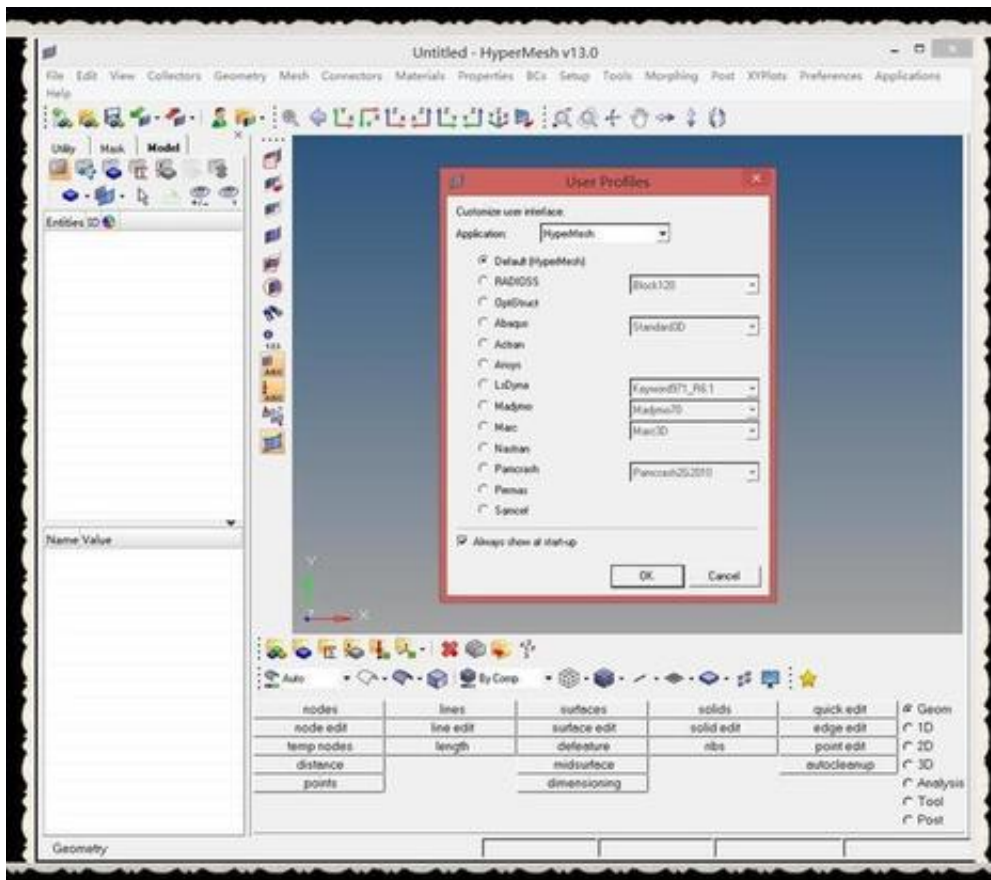 Untitled - HyperMesh v13.0
File Edit View Collectors Geometry Mesh Connectors Materials Properties BCs Setup Tools Morphing Post XYPlots Preferences Applications
Help
Utility Mask Model
Entities ID
Name Value
User Profiles
Customize user interface:
Application: HyperMesh
Default (HyperMesh)
RADIOSS Block120
OptiStruct
Abaqus Standard3D
Actran
Ansys
LsDyna Keyword971_R6.1
Madymo Madymo70
Marc Marc3D
Nastran
Pamcrash Pamcrash2G2010
Permas
Samcef
Always show at start-up
OK Cancel
Y
Z X
Auto By Comp
nodes lines surfaces solids quick edit Geom
node edit line edit surface edit solid edit edge edit 1D
temp nodes length defeature ribs point edit 2D
distance midsurface autocleanup 3D
points dimensioning Analysis
Tool
Post
Geometry